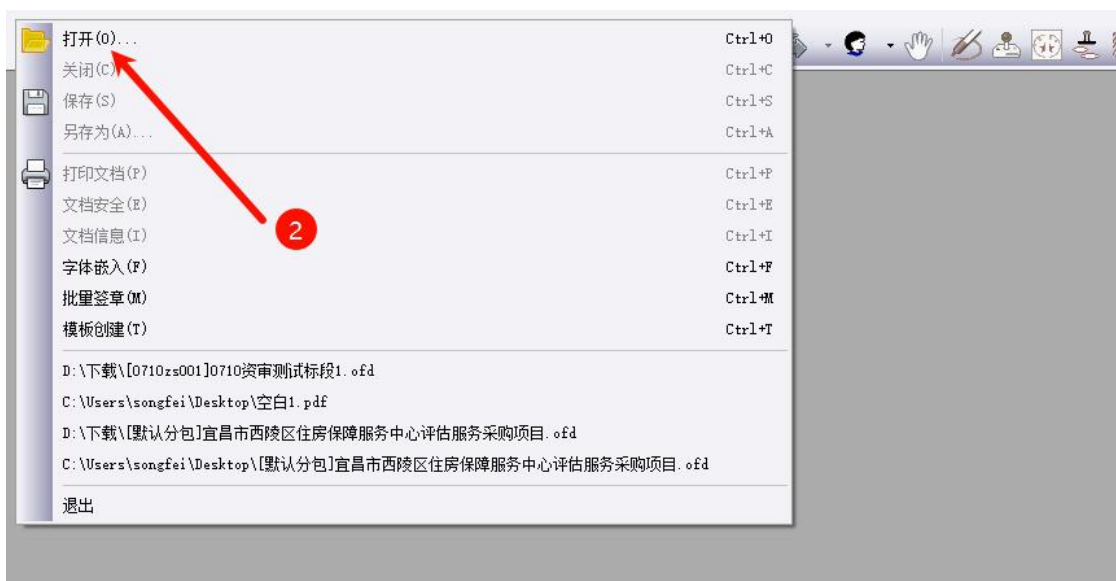 打开(O)... Ctrl+O
关闭(C) Ctrl+C
保存(S) Ctrl+S
另存为(A)... Ctrl+A
打印文档(P) Ctrl+P
文档安全(E) Ctrl+E
文档信息(I) Ctrl+I
2
字体嵌入(F) Ctrl+F
批量签章(M) Ctrl+M
模板创建(T) Ctrl+T
D:\下载\[0710zs001]0710资审测试标段1.ofd
C:\Users\songfei\Desktop\空白1.pdf
D:\下载\[默认分包]宜昌市西陵区住房保障服务中心评估服务采购项目.ofd
C:\Users\songfei\Desktop\[默认分包]宜昌市西陵区住房保障服务中心评估服务采购项目.ofd
退出